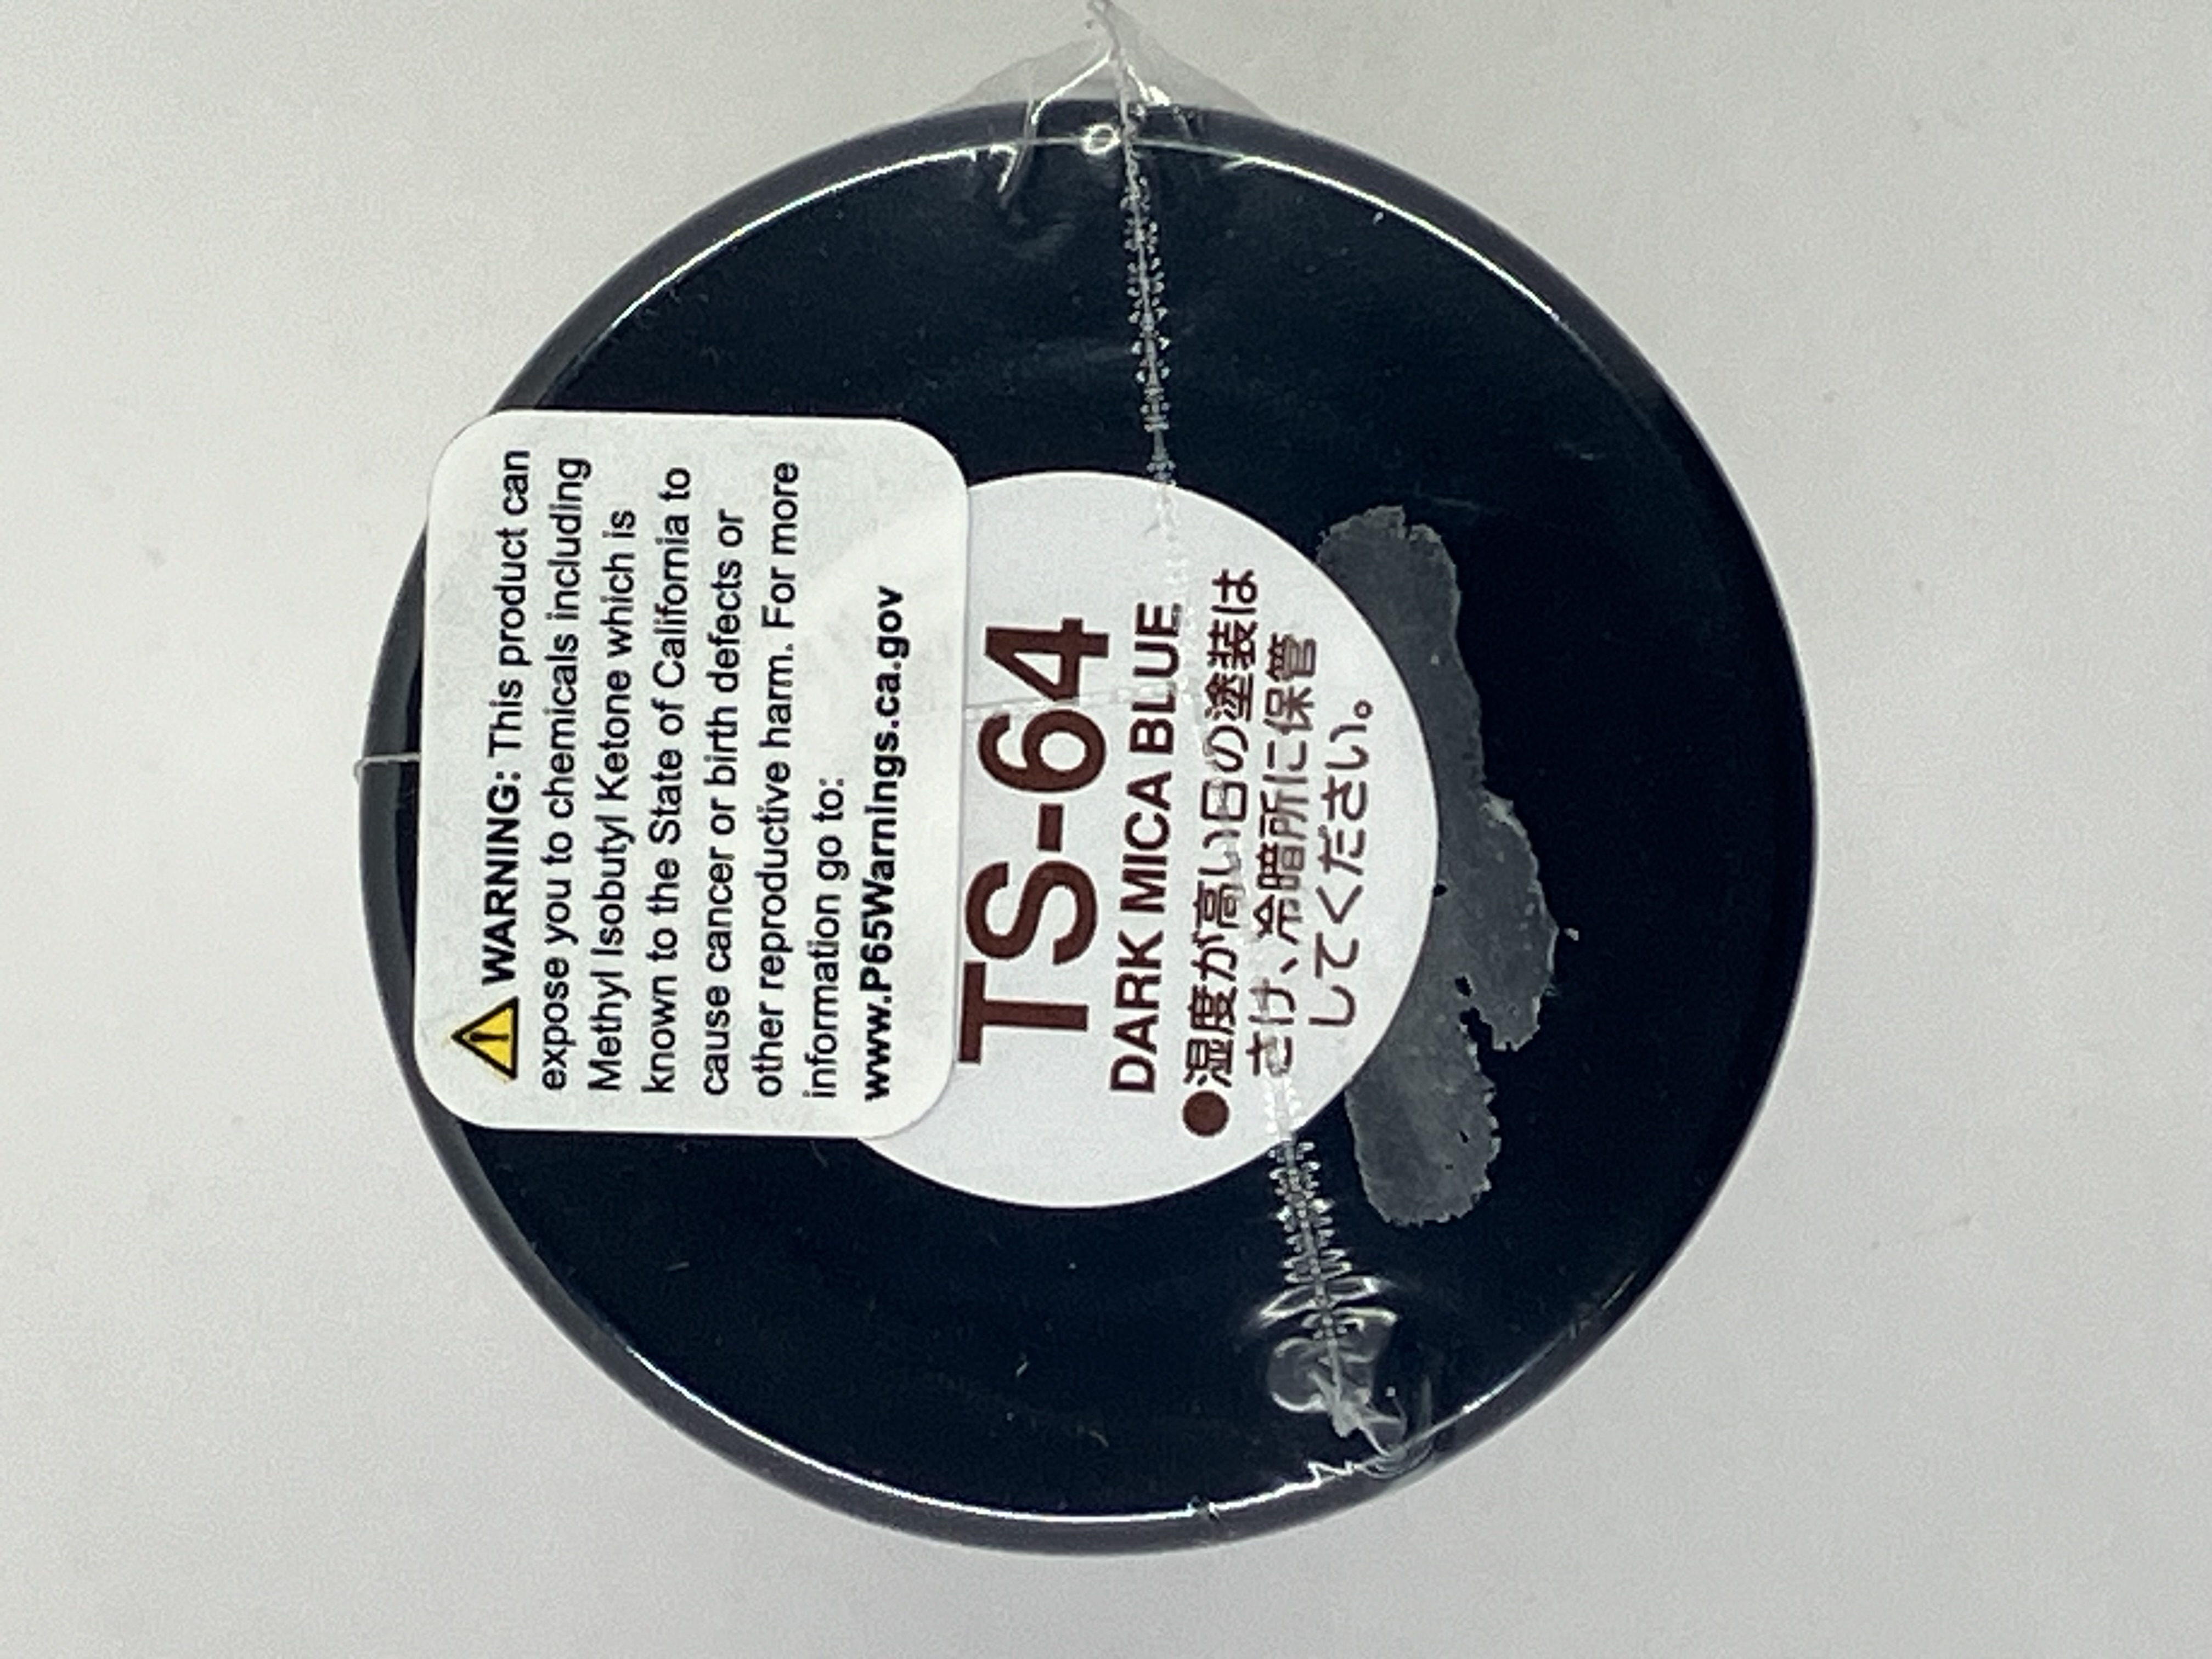 ⚠ WARNING: This product can
expose you to chemicals including
Methyl Isobutyl Ketone which is
known to the State of California to
cause cancer or birth defects or
other reproductive harm. For more
information go to:
www.P65Warnings.ca.gov
TS-64
DARK MICA BLUE
●湿度が高い日の塗装は
さけ、冷暗所に保管
してください。